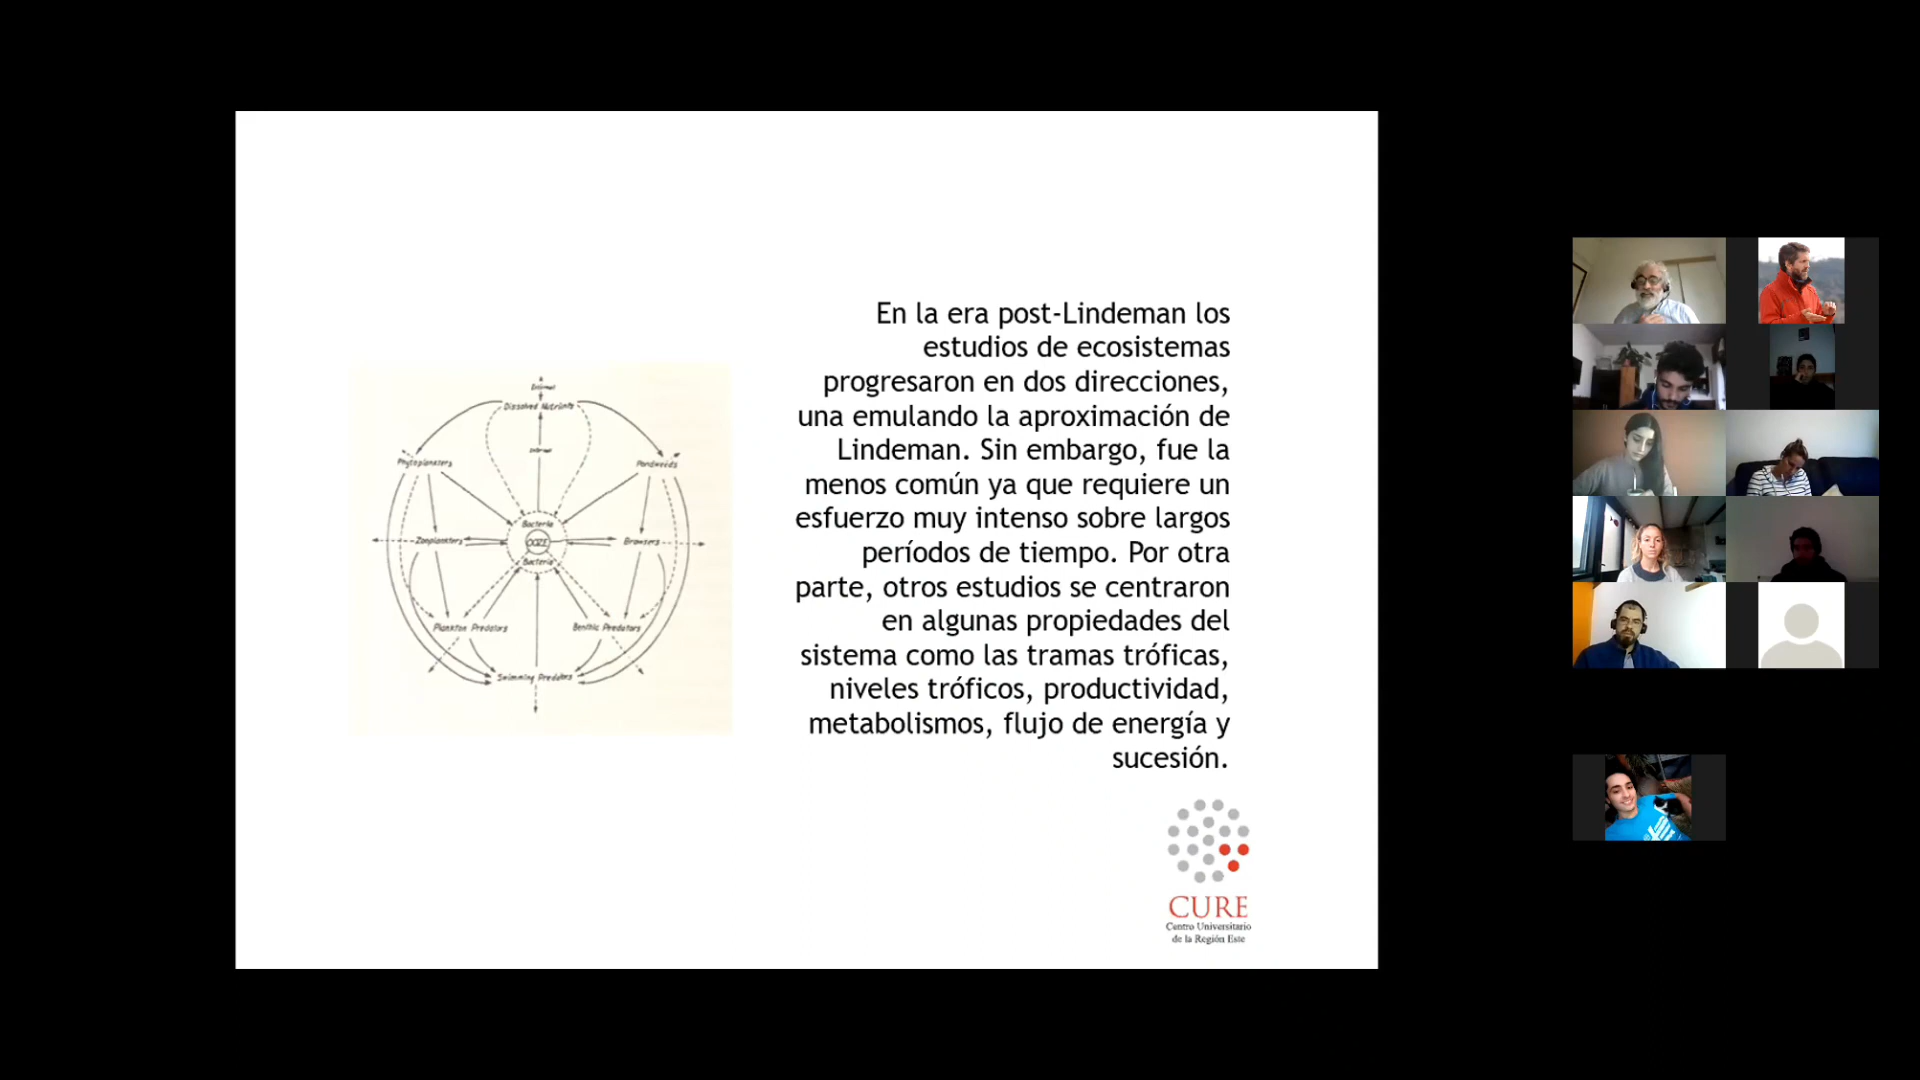 External
Dissolved Nutrients
Internal
Phytoplankters
Pondweeds
Bacteria
Zooplankters
OOZE
Browsers
Bacteria
Plankton Predators
Benthic Predators
Swimming Predators
En la era post-Lindeman los
estudios de ecosistemas
progresaron en dos direcciones,
una emulando la aproximación de
Lindeman. Sin embargo, fue la
menos común ya que requiere un
esfuerzo muy intenso sobre largos
períodos de tiempo. Por otra
parte, otros estudios se centraron
en algunas propiedades del
sistema como las tramas tróficas,
niveles tróficos, productividad,
metabolismos, flujo de energía y
sucesión.
CURE
Centro Universitario
de la Región Este